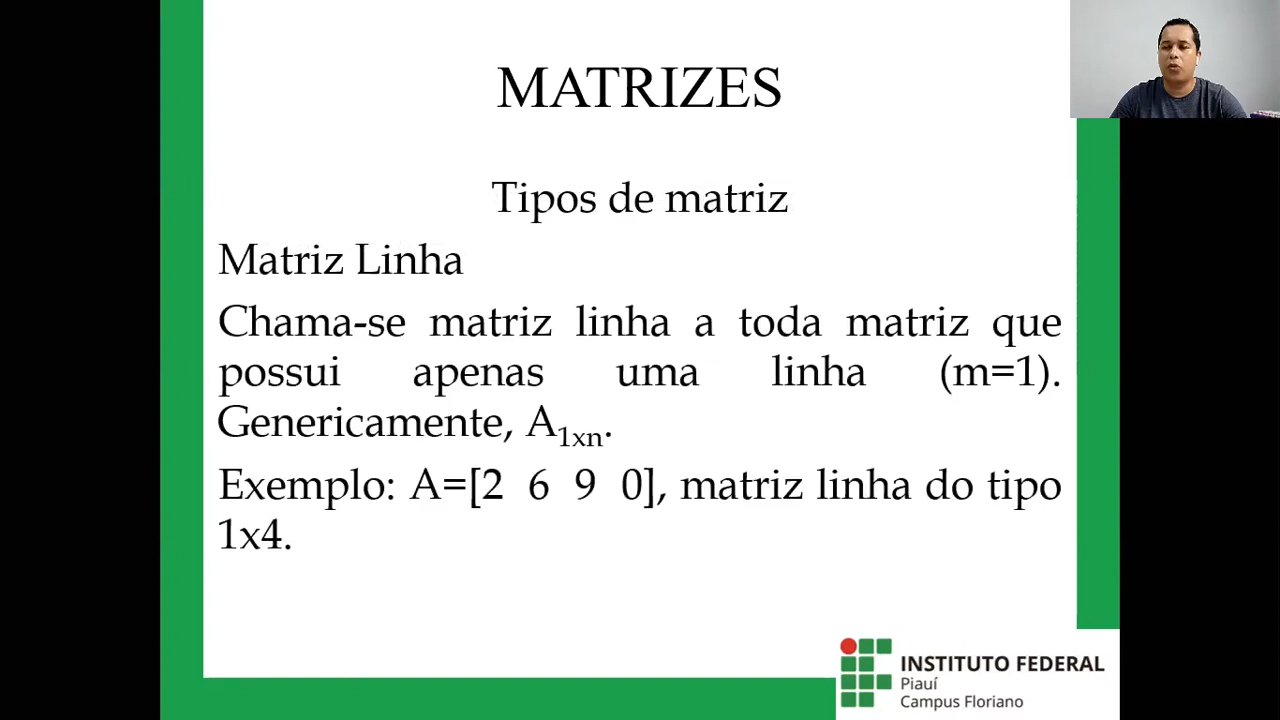 MATRIZES
Tipos de matriz
Matriz Linha
Chama-se matriz linha a toda matriz que
possui apenas uma linha (m=1).
Genericamente, A1xn.
Exemplo: A=[2 6 9 0], matriz linha do tipo
1x4.
INSTITUTO FEDERAL
Piauí
Campus Floriano